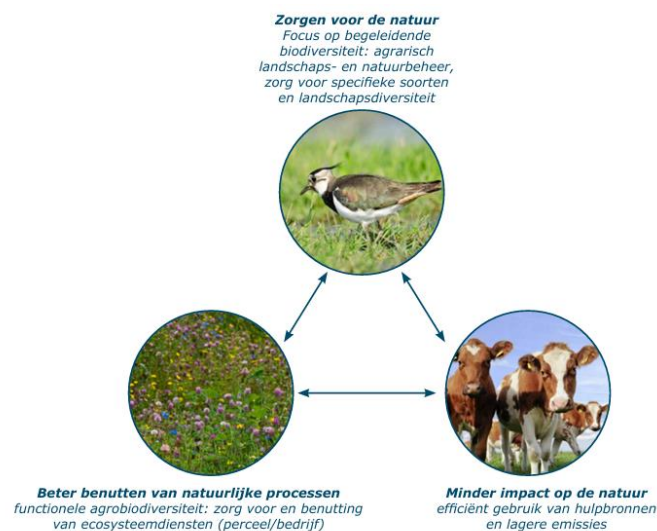 Zorgen voor de natuur
Focus op begeleidende
biodiversiteit: agrarisch
landschaps- en natuurbeheer,
zorg voor specifieke soorten
en landschapsdiversiteit
Beter benutten van natuurlijke processen
functionele agrobiodiversiteit: zorg voor en benutting
van ecosysteemdiensten (perceel/bedrijf)
Minder impact op de natuur
efficiënt gebruik van hulpbronnen
en lagere emissies